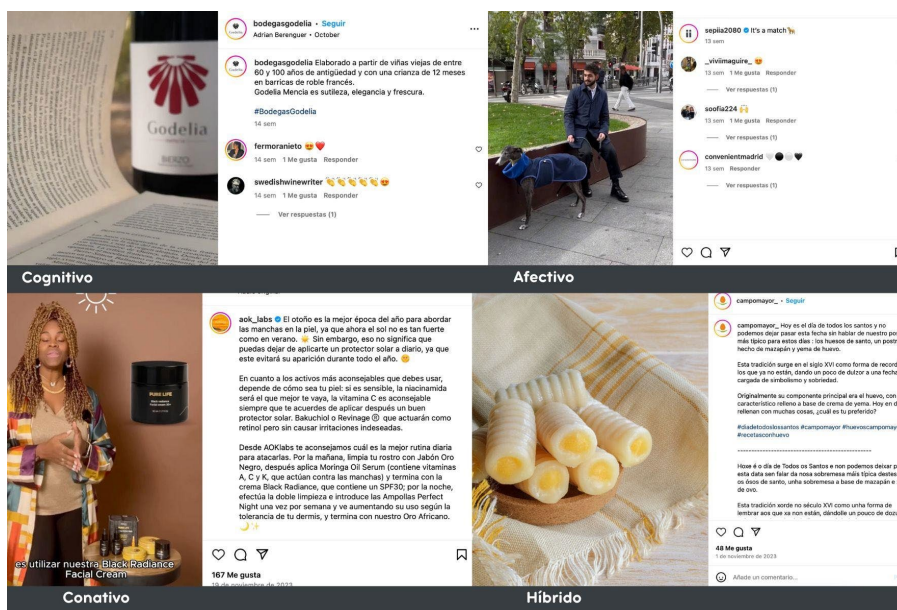 bodegasgodelia • Seguir
Adrian Berenguer • October
bodegasgodelia Elaborado a partir de viñas viejas de entre
60 y 100 años de antigüedad y con una crianza de 12 meses
en barricas de roble francés.
Godelia Mencia es sutileza, elegancia y frescura.
#BodegasGodelia
14 sem
fermoranieto 😍❤️
14 sem 1 Me gusta Responder
swedishwinewriter 👏👏👏👏👏😍
14 sem 1 Me gusta Responder
Ver respuestas (1)
Godelia
BERZO
Cognitivo
sepiia2080 It's a match🐕‍🦺
13 sem
_viviimaguire_ 😍
13 sem 1 Me gusta Responder
Ver respuestas (1)
soofia224 🙌
13 sem 1 Me gusta Responder
Ver respuestas (1)
convenientmadrid 🤍⚫⚪🖤
13 sem Responder
Ver respuestas (1)
Afectivo
PURE LIFE
es utilizar nuestra Black Radiance
Facial Cream
aok_labs El otoño es la mejor época del año para abordar
las manchas en la piel, ya que ahora el sol no es tan fuerte
como en verano. Sin embargo, eso no significa que
puedas dejar de aplicarte un protector solar a diario, ya que
este evitará su aparición durante todo el año.
En cuanto a los activos más aconsejables que debes usar,
depende de cómo sea tu piel: si es sensible, la niacinamida
será el que mejor te vaya, la vitamina C es aconsejable
siempre que te acuerdes de aplicar después un buen
protector solar. Bakuchiol o Revinage ® que actuarán como
retinol pero sin causar irritaciones indeseadas.
Desde AOKlabs te aconsejamos cuál es la mejor rutina diaria
para atacarlas. Por la mañana, limpia tu rostro con Jabón Oro
Negro, después aplica Moringa Oil Serum (contiene vitaminas
A, C y K, que actúan contra las manchas) y termina con la
crema Black Radiance, que contiene un SPF30; por la noche,
efectúa la doble limpieza e introduce las Ampollas Perfect
Night una vez por semana y ve aumentando su uso según la
tolerancia de tu dermis, y termina con nuestro Oro Africano.
🌙✨
167 Me gusta
19 de noviembre de 2023
Conativo
campomayor_ • Seguir
campomayor_ Hoy es el día de todos los santos y no
podemos dejar pasar esta fecha sin hablar de nuestro
más típico para estos días : los huesos de santo, un
hecho de mazapán y yema de huevo.
Esta tradición surge en el siglo XVI como forma de
los que ya no están, dando un poco de dulzor a una
cargada de simbolismo y sobriedad.
Originalmente su componente principal era el huevo, con
característico relleno a base de crema de yema. Hoy en
rellenan con muchas cosas, ¿cuál es tu preferido?
#diadetodoslossantos #campomayor
#recetasconhuevo
Hoxe é o día de Todos os Santos e non podemos deixar
esta data sen falar da nosa sobremesa máis típica destes
os ósos de santo, unha sobremesa a base de mazapán e
de ovo.
Esta tradición xorde no século XVI como unha forma de
lembrar aos que xa non están, dándolle un pouco de
48 Me gusta
1 de noviembre de 2023
Añade un comentario...
Híbrido